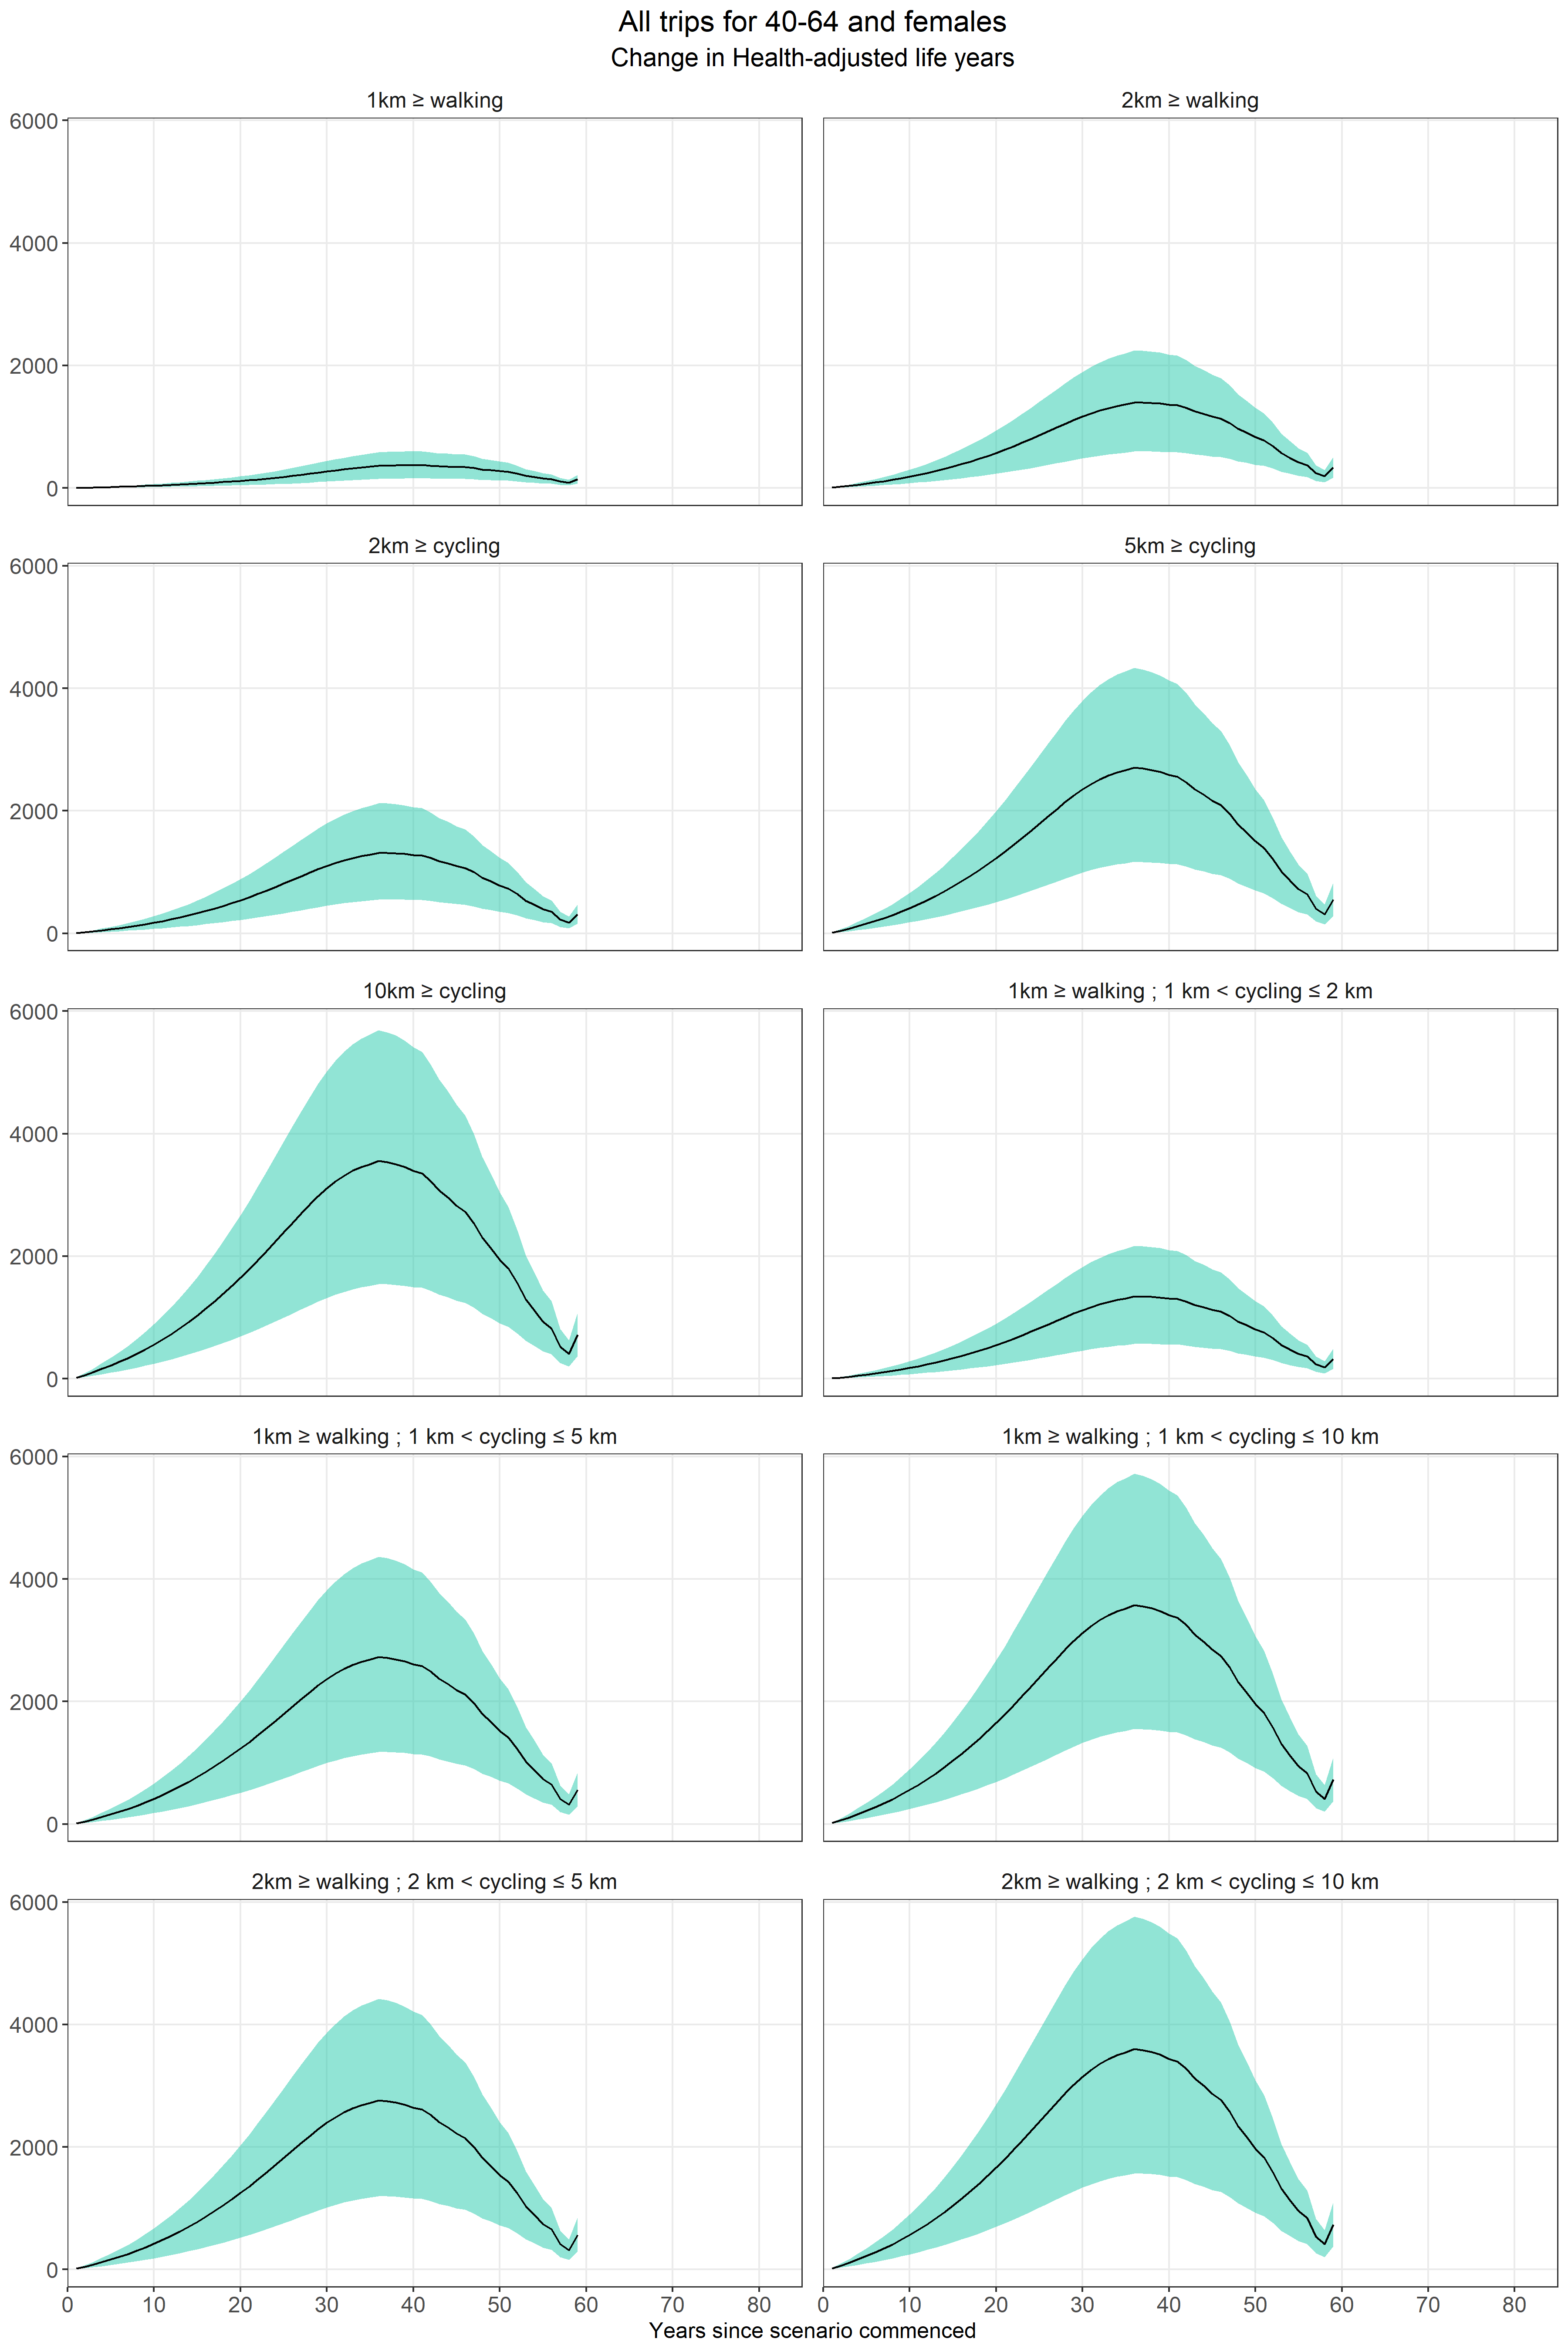 All trips for 40-64 and females
Change in Health-adjusted life years
1km ≥ walking
2km ≥ walking
6000
4000
2000
0
2km ≥ cycling
5km ≥ cycling
6000
4000
2000
0
10km ≥ cycling
1km ≥ walking ; 1 km < cycling ≤ 2 km
6000
4000
2000
0
1km ≥ walking ; 1 km < cycling ≤ 5 km
1km ≥ walking ; 1 km < cycling ≤ 10 km
6000
4000
2000
0
2km ≥ walking ; 2 km < cycling ≤ 5 km
2km ≥ walking ; 2 km < cycling ≤ 10 km
6000
4000
2000
0
0 10 20 30 40 50 60 70 80
0 10 20 30 40 50 60 70 80
Years since scenario commenced